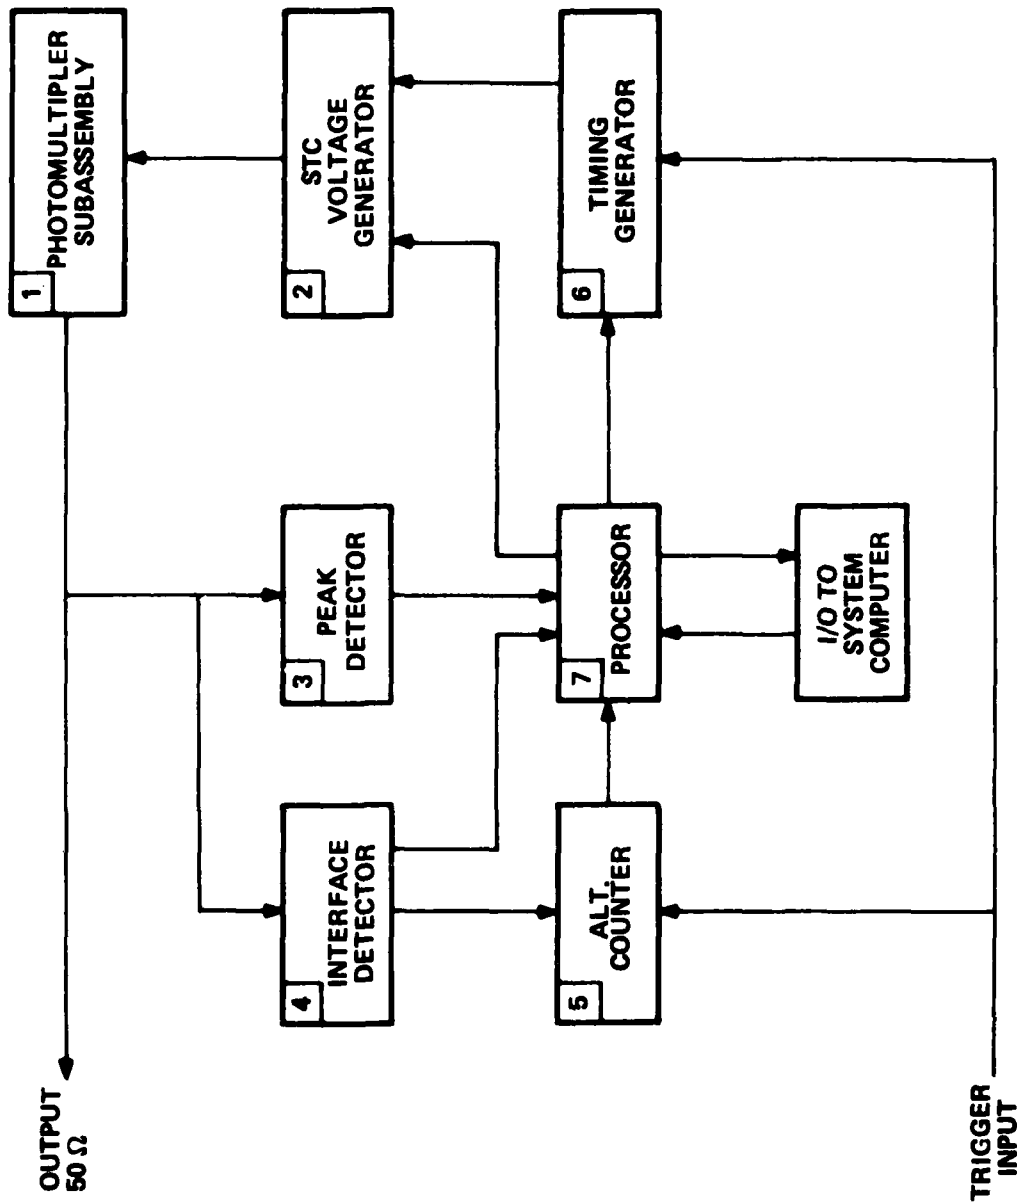 OUTPUT
50 Ω
1
PHOTOMULTIPLER
SUBASSEMBLY
4
INTERFACE
DETECTOR
3
PEAK
DETECTOR
2
STC
VOLTAGE
GENERATOR
5
ALT.
COUNTER
7
PROCESSOR
6
TIMING
GENERATOR
I/O TO
SYSTEM
COMPUTER
TRIGGER
INPUT